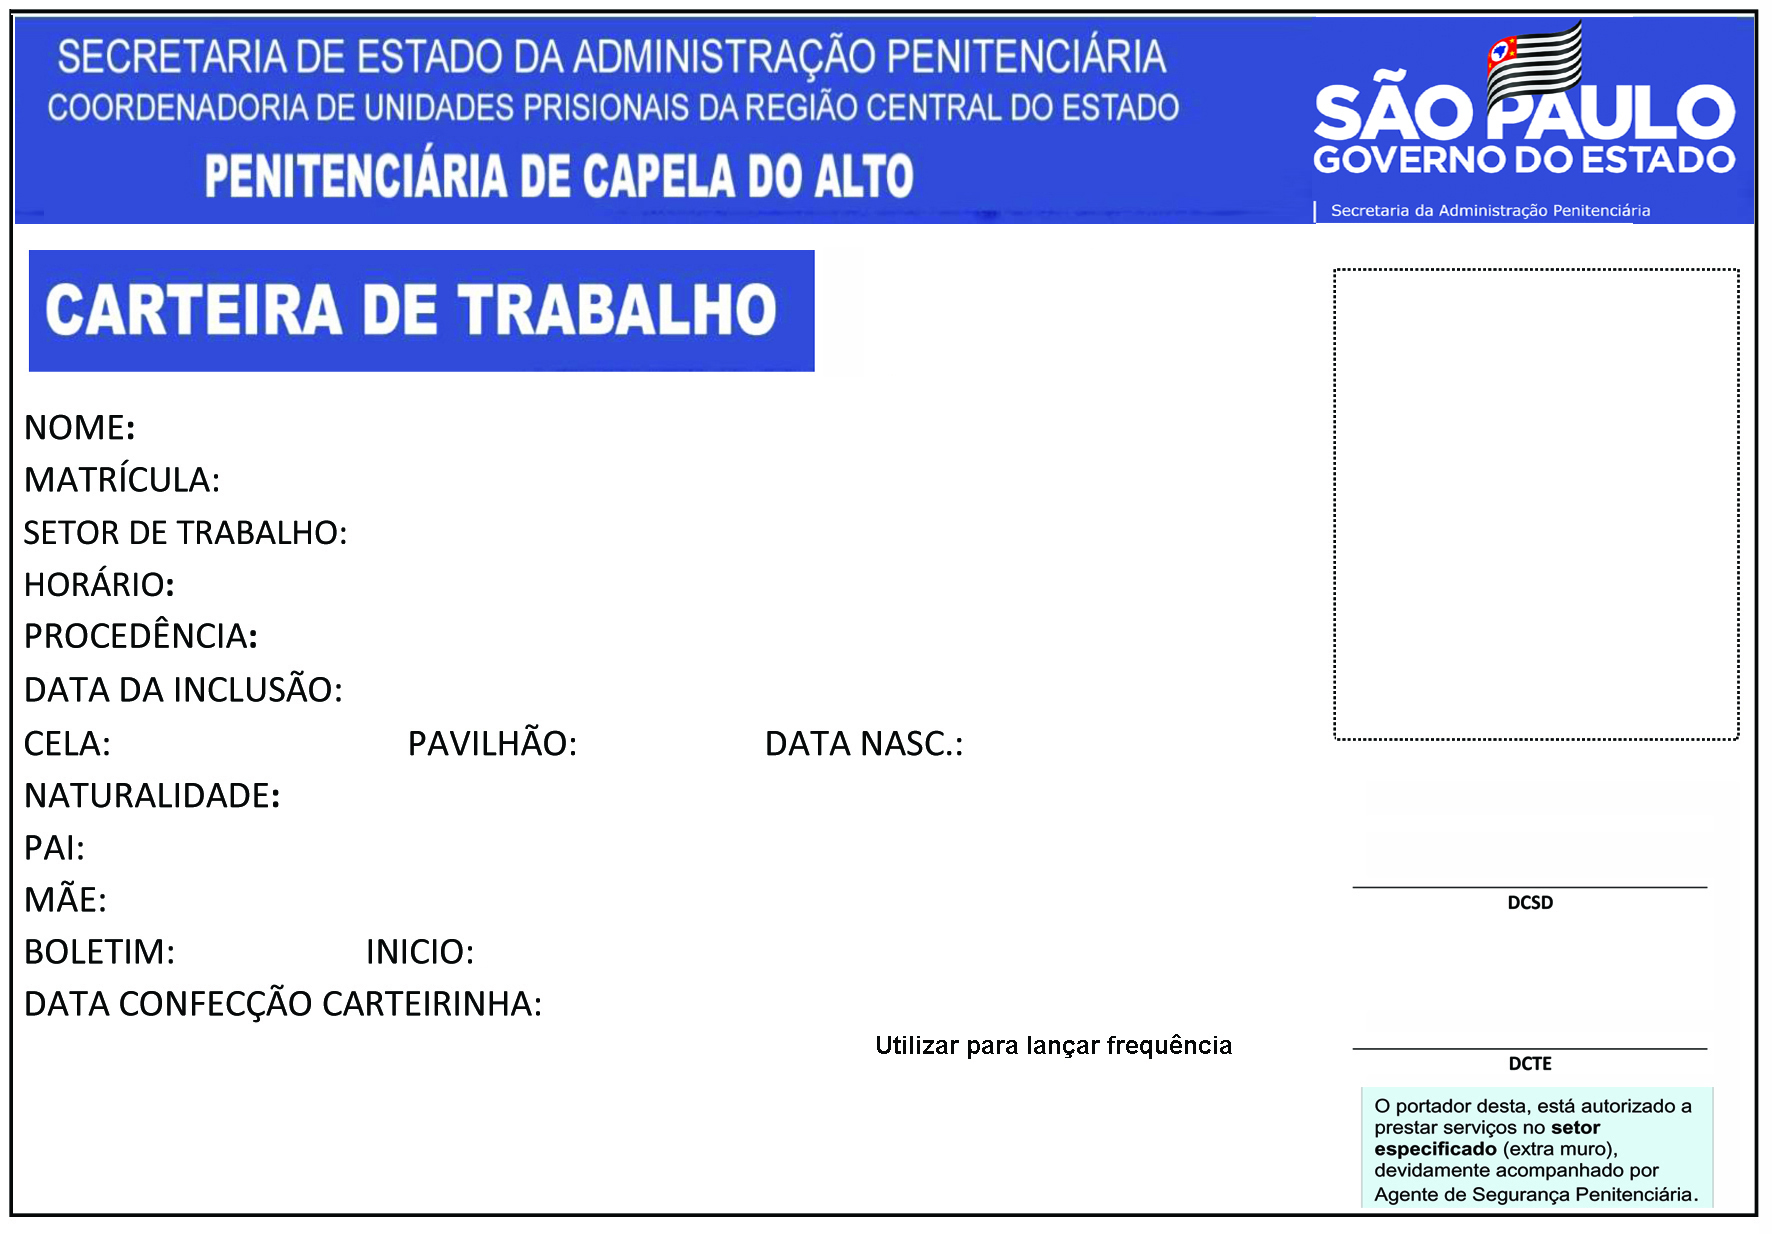 SECRETARIA DE ESTADO DA ADMINISTRAÇÃO PENITENCIÁRIA
COORDENADORIA DE UNIDADES PRISIONAIS DA REGIÃO CENTRAL DO ESTADO
PENITENCIÁRIA DE CAPELA DO ALTO
SÃO PAULO
GOVERNO DO ESTADO
Secretaria da Administração Penitenciária
CARTEIRA DE TRABALHO
NOME:
MATRÍCULA:
SETOR DE TRABALHO:
HORÁRIO:
PROCEDÊNCIA:
DATA DA INCLUSÃO:
CELA: PAVILHÃO: DATA NASC.:
NATURALIDADE:
PAI:
MÃE:
BOLETIM: INICIO:
DATA CONFECÇÃO CARTEIRINHA:
Utilizar para lançar frequência
DCSD
DCTE
O portador desta, está autorizado a
prestar serviços no setor
especificado (extra muro),
devidamente acompanhado por
Agente de Segurança Penitenciária.